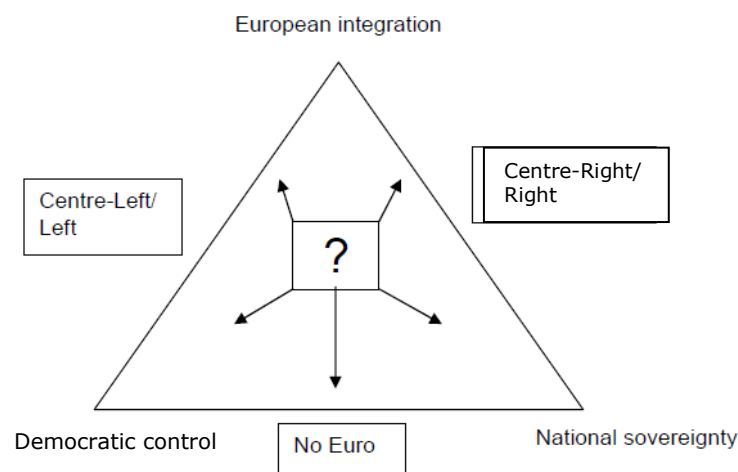 European integration
Centre-Right/
Right
Centre-Left/
Left
?
Democratic control
No Euro
National sovereignty